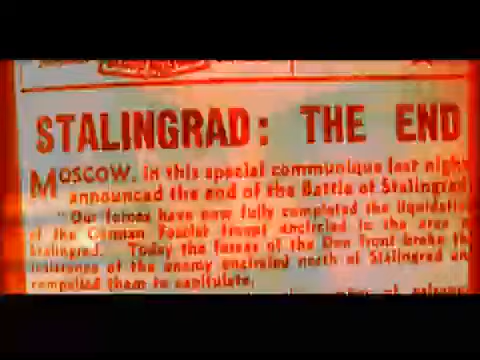 STALINGRAD: THE END
MOSCOW. In this special communique last night
announced the end of the Battle of Stalingrad
"Our forces have now fully completed the liquidation
of the German Fascist troops encircled in the area
Stalingrad. Today the forces of the Don front broke the
resistance of the enemy encircled north of Stalingrad and
compelled them to capitulate.